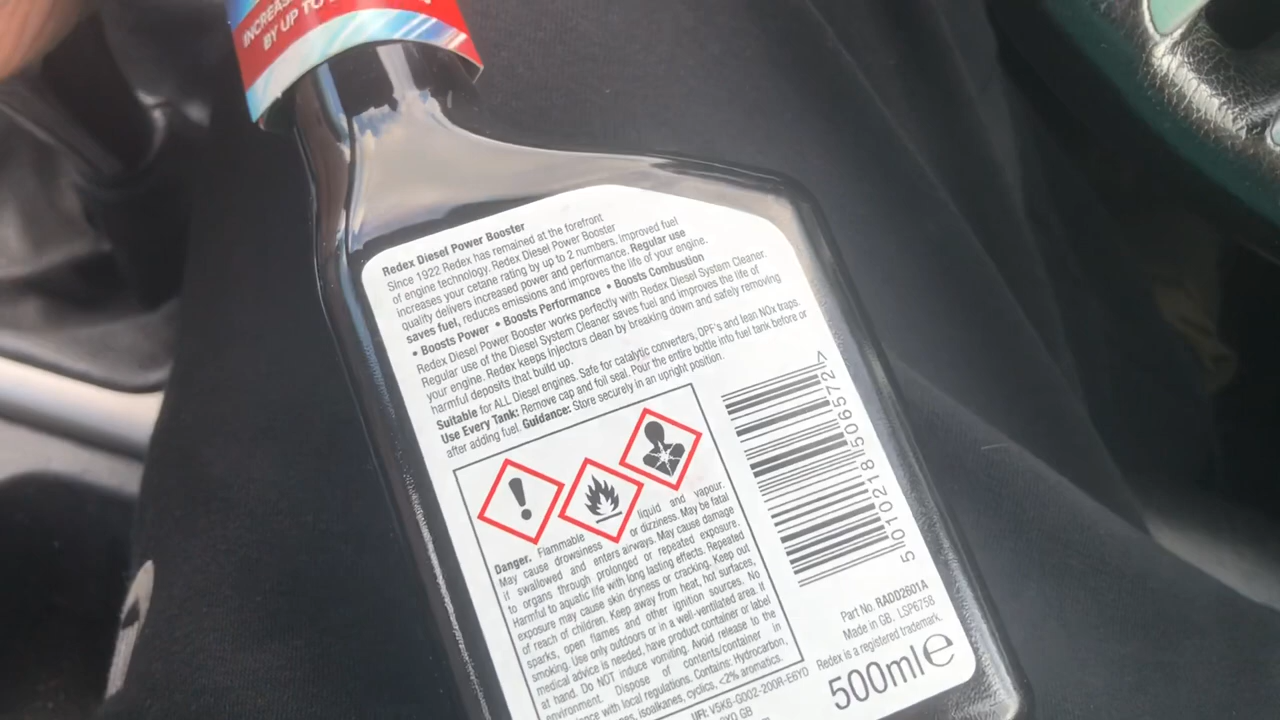 INCREAS
BY UP TO
Redex Diesel Power Booster
Since 1922 Redex has remained at the forefront
of engine technology. Redex Diesel Power Booster
increases your cetane rating by up to 2 numbers. Improved fuel
quality delivers increased power and performance. Regular use
saves fuel, reduces emissions and improves the life of your engine.
• Boosts Power • Boosts Performance • Boosts Combustion
Redex Diesel Power Booster works perfectly with Redex Diesel System Cleaner.
Regular use of the Diesel System Cleaner saves fuel and improves the life of
your engine. Redex keeps Injectors clean by breaking down and safely removing
harmful deposits that build up.
Suitable for ALL Diesel engines. Safe for catalytic converters, DPF's and lean NOx traps.
Use Every Tank: Remove cap and foil seal. Pour the entire bottle into fuel tank before or
after adding fuel. Guidance: Store securely in an upright position.
Danger. Flammable liquid and vapour.
May cause drowsiness or dizziness. May be fatal
if swallowed and enters airways. May cause damage
to organs through prolonged or repeated exposure.
Harmful to aquatic life with long lasting effects. Repeated
exposure may cause skin dryness or cracking. Keep out
of reach of children. Keep away from heat, hot surfaces,
sparks, open flames and other ignition sources. No
smoking. Use only outdoors or in a well-ventilated area. If
medical advice is needed, have product container or label
at hand. Do NOT induce vomiting. Avoid release to the
environment. Dispose of contents/container in
with local regulations. Contains: Hydrocarbon,
isoalkanes, cyclics, <2% aromatics.
UFI: V5K8-G002-200R-E6Y0
GB
5 010218 506572 >
Part No. RADD2601A
Made in GB, LSP6758
Redex is a registered trademark.
500ml℮